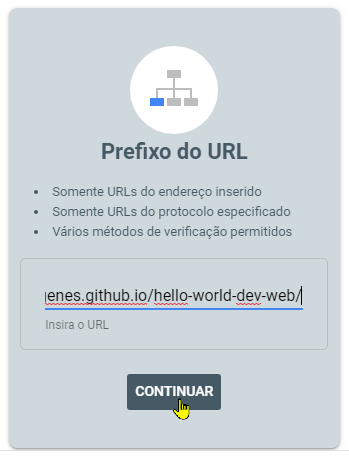 Prefixo do URL
Somente URLs do endereço inserido
Somente URLs do protocolo especificado
Vários métodos de verificação permitidos
enes.github.io/hello-world-dev-web/
Insira o URL
CONTINUAR